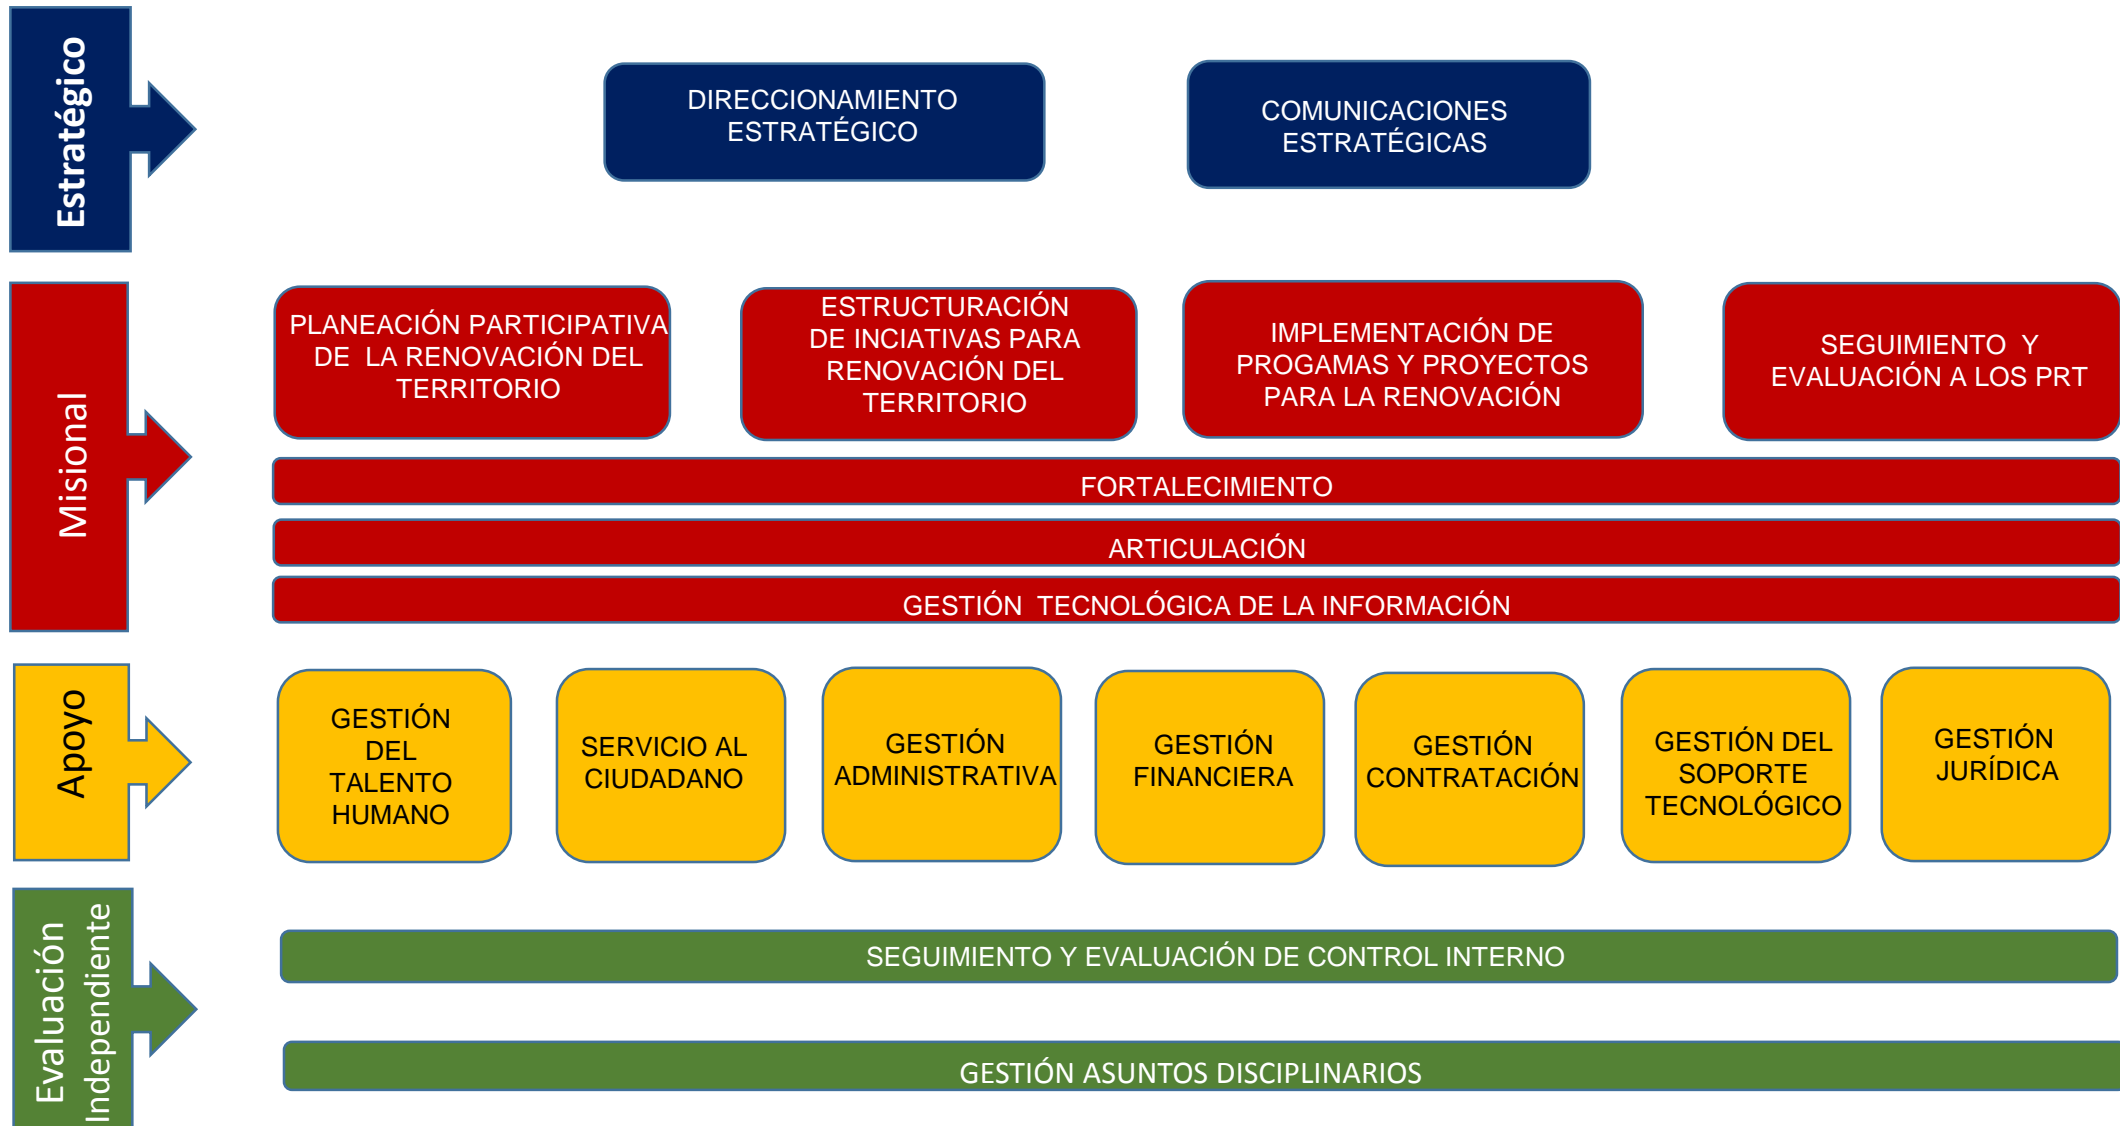 Estratégico
DIRECCIONAMIENTO
ESTRATÉGICO
COMUNICACIONES
ESTRATÉGICAS
Misional
PLANEACIÓN PARTICIPATIVA
DE LA RENOVACIÓN DEL
TERRITORIO
ESTRUCTURACIÓN
DE INCIATIVAS PARA
RENOVACIÓN DEL
TERRITORIO
IMPLEMENTACIÓN DE
PROGAMAS Y PROYECTOS
PARA LA RENOVACIÓN
SEGUIMIENTO Y
EVALUACIÓN A LOS PRT
FORTALECIMIENTO
ARTICULACIÓN
GESTIÓN TECNOLÓGICA DE LA INFORMACIÓN
Apoyo
GESTIÓN
DEL
TALENTO
HUMANO
SERVICIO AL
CIUDADANO
GESTIÓN
ADMINISTRATIVA
GESTIÓN
FINANCIERA
GESTIÓN
CONTRATACIÓN
GESTIÓN DEL
SOPORTE
TECNOLÓGICO
GESTIÓN
JURÍDICA
Evaluación
Independiente
SEGUIMIENTO Y EVALUACIÓN DE CONTROL INTERNO
GESTIÓN ASUNTOS DISCIPLINARIOS